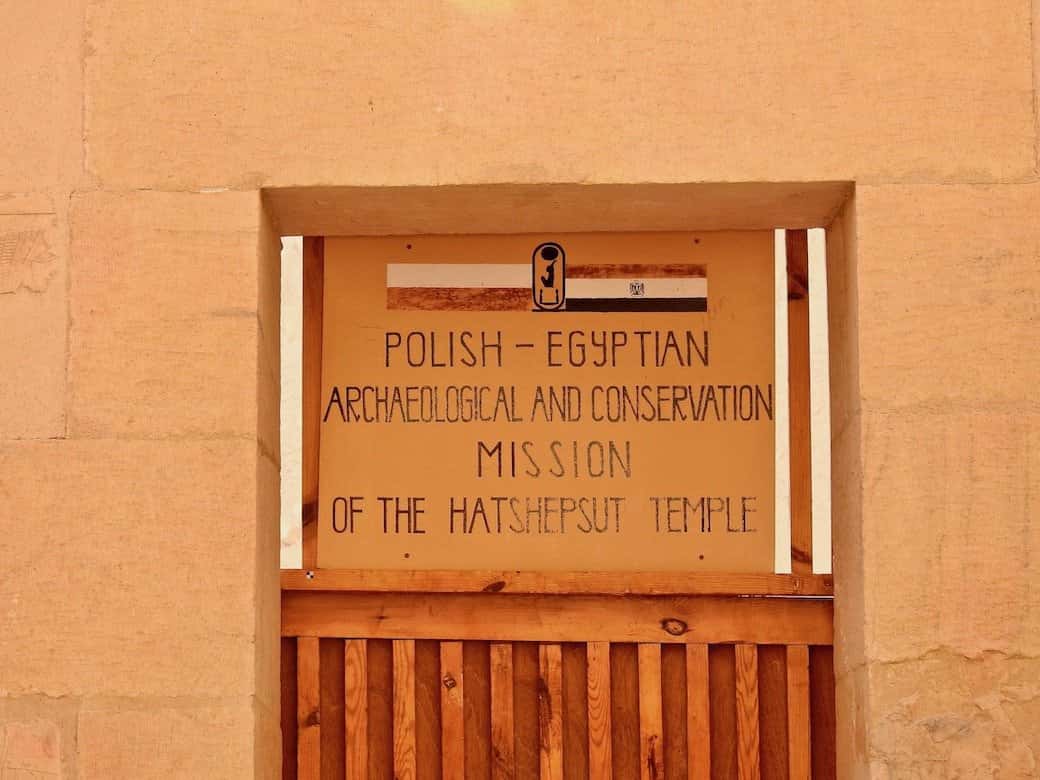 POLISH - EGYPTIAN
ARCHAEOLOGICAL AND CONSERVATION
MISSION
OF THE HATSHEPSUT TEMPLE